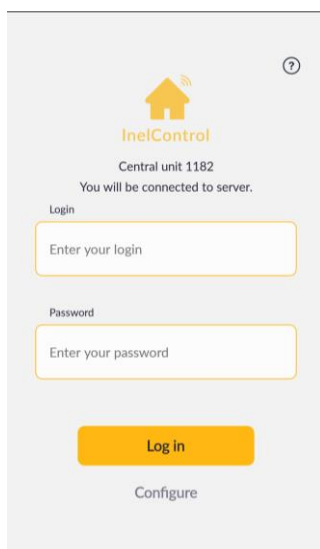 ?
InelControl
Central unit 1182
You will be connected to server.
Login
Enter your login
Password
Enter your password
Log in
Configure